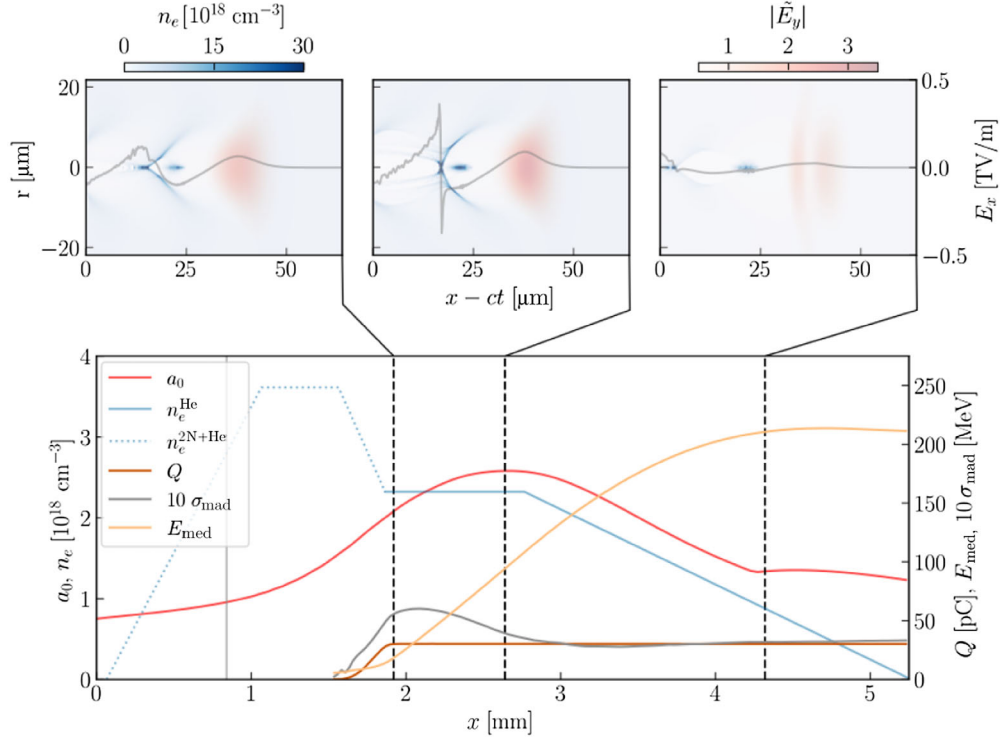 n_e [10^18 cm^−3]
0 15 30
|Ẽ_y|
1 2 3
20
0
−20
r [μm]
0 25 50
0 25 50
0 25 50
x − ct [μm]
0.5
0.0
−0.5
E_x [TV/m]
4
3
2
1
0
a_0, n_e [10^18 cm^−3]
a_0
n_e^He
n_e^2N+He
Q
10 σ_mad
E_med
250
200
150
100
50
0
Q [pC], E_med, 10 σ_mad [MeV]
0 1 2 3 4 5
x [mm]